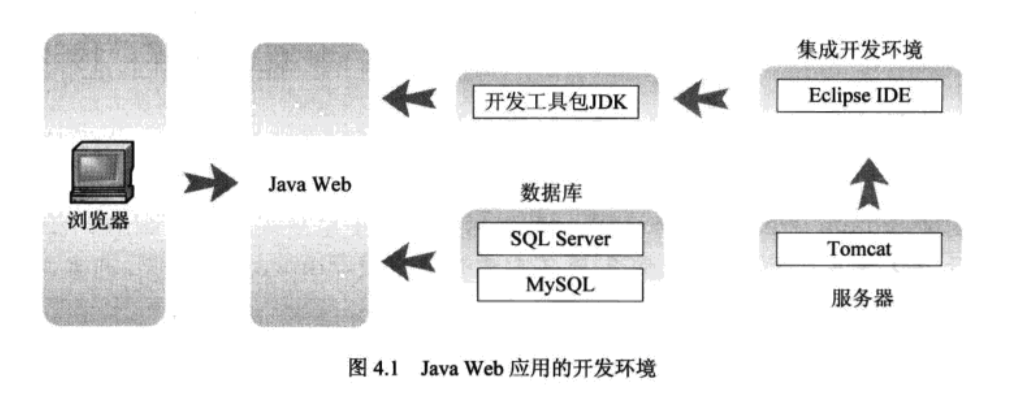 集成开发环境
开发工具包JDK
Eclipse IDE
浏览器
Java Web
数据库
SQL Server
MySQL
Tomcat
服务器
图 4.1 Java Web 应用的开发环境